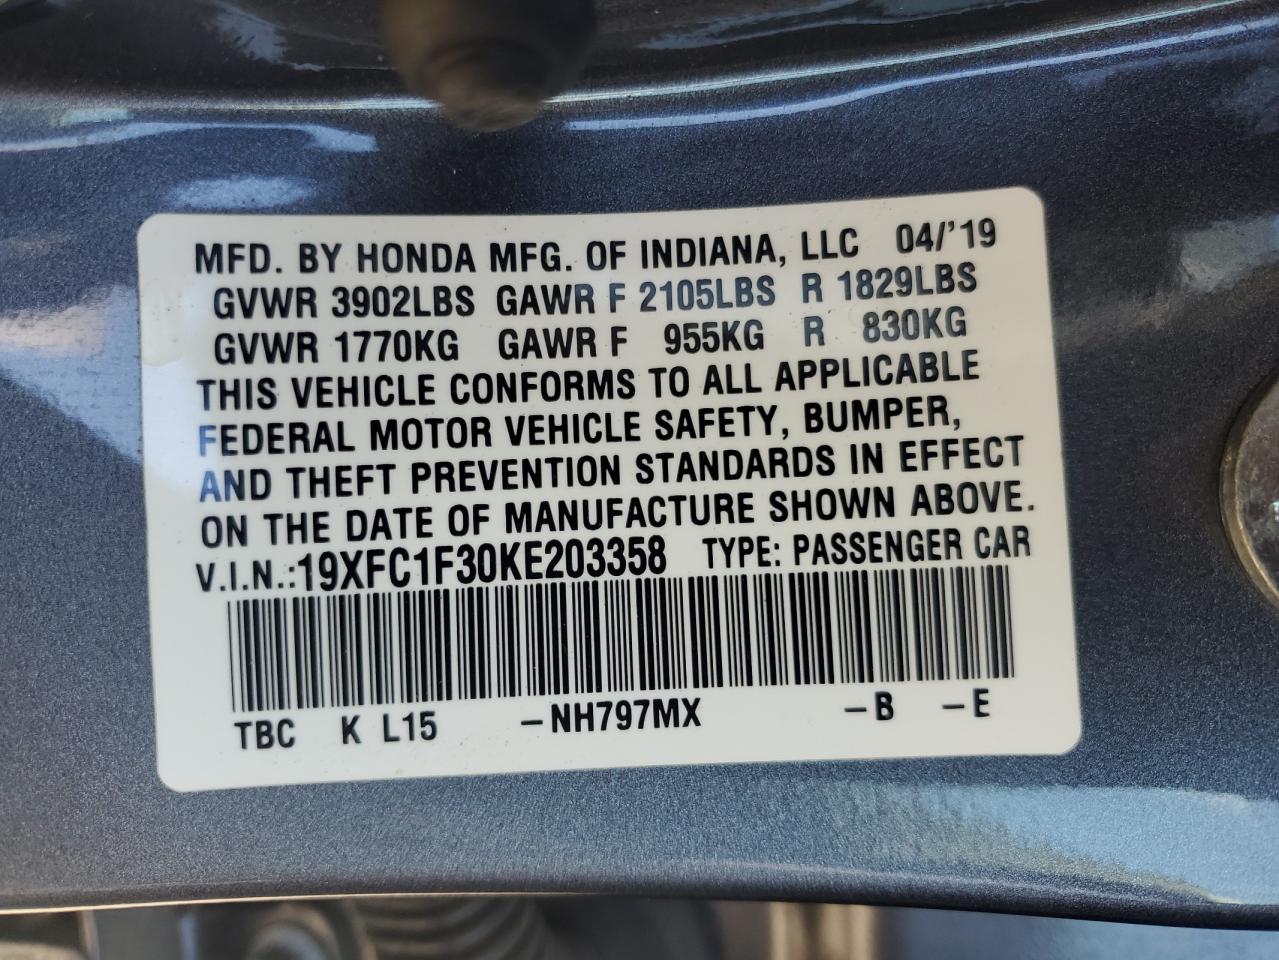 MFD. BY HONDA MFG. OF INDIANA, LLC 04/'19
GVWR 3902LBS GAWR F 2105LBS R 1829LBS
GVWR 1770KG GAWR F 955KG R 830KG
THIS VEHICLE CONFORMS TO ALL APPLICABLE
FEDERAL MOTOR VEHICLE SAFETY, BUMPER,
AND THEFT PREVENTION STANDARDS IN EFFECT
ON THE DATE OF MANUFACTURE SHOWN ABOVE.
V.I.N.:19XFC1F30KE203358 TYPE: PASSENGER CAR
TBC K L15 -NH797MX -B -E